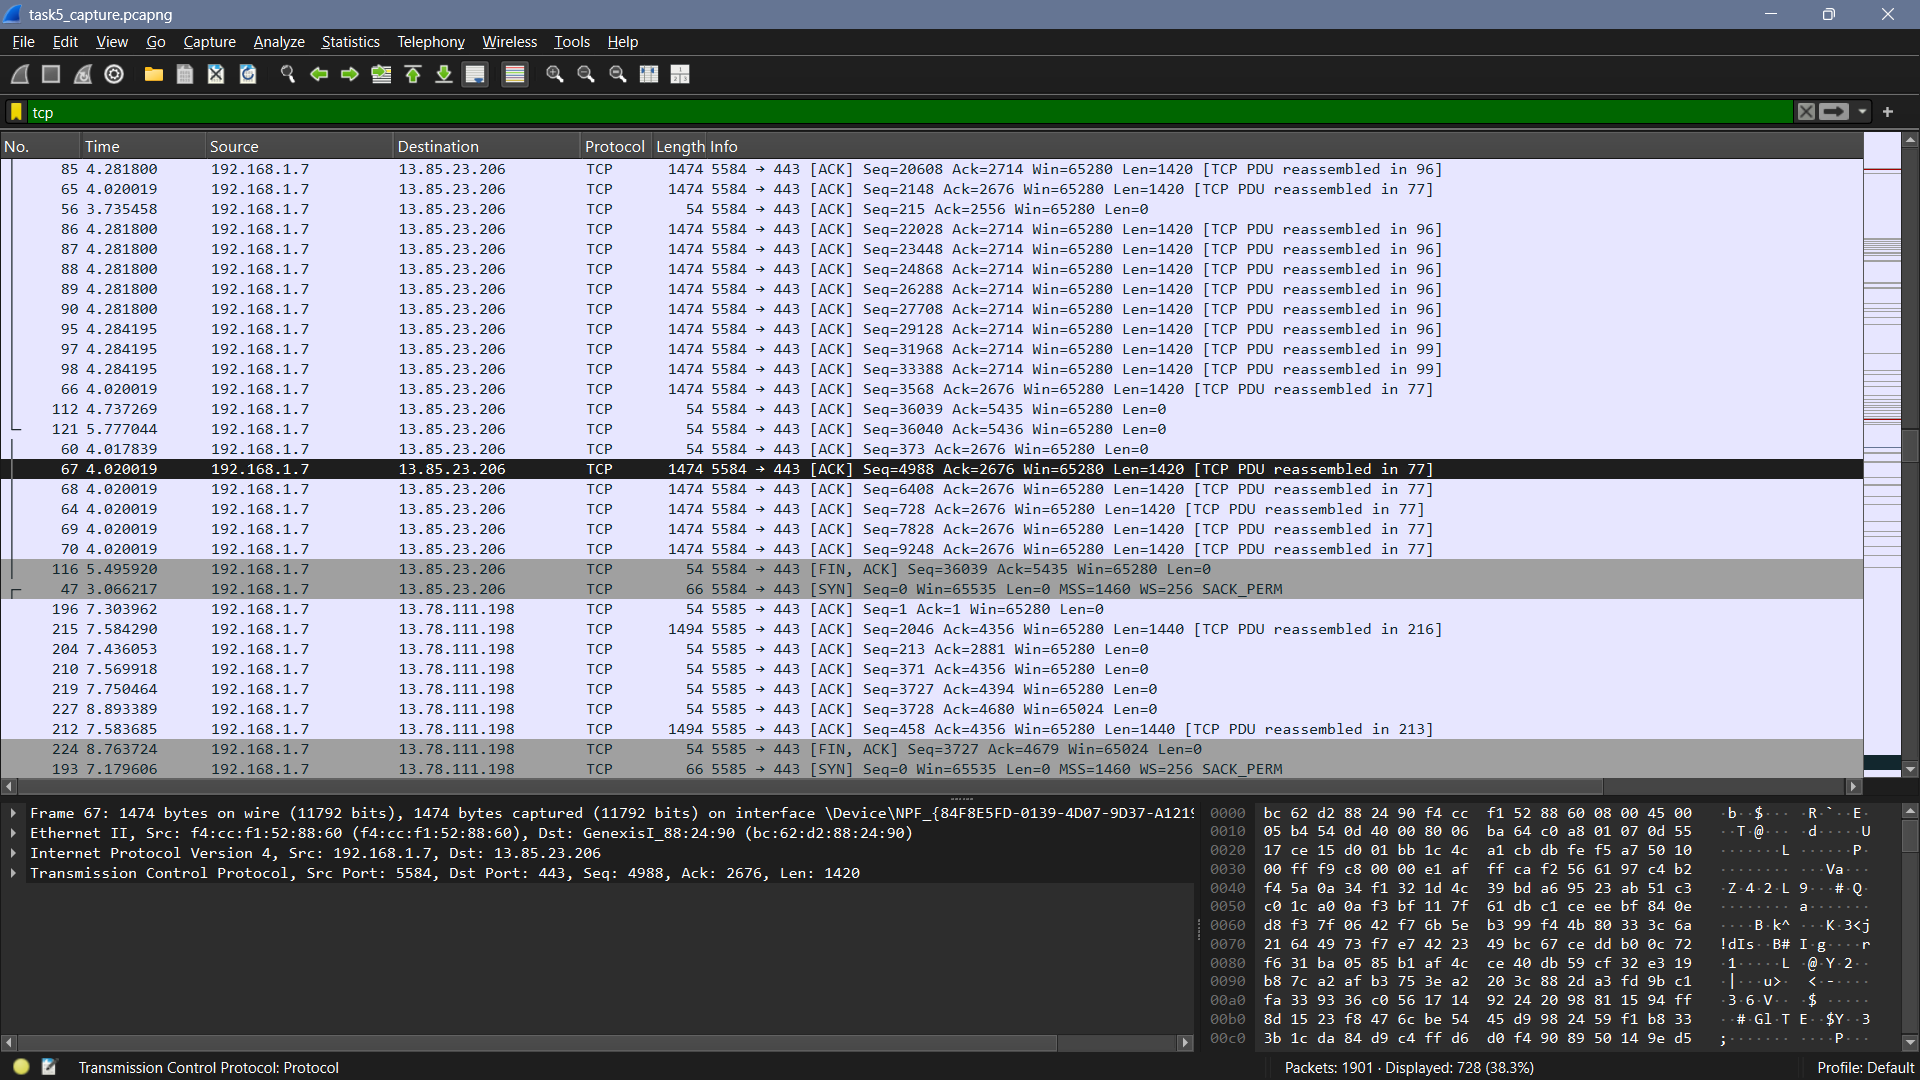 task5_capture.pcapng
File Edit View Go Capture Analyze Statistics Telephony Wireless Tools Help
tcp
No. Time Source Destination Protocol Length Info
85 4.281800 192.168.1.7 13.85.23.206 TCP 1474 5584 → 443 [ACK] Seq=20608 Ack=2714 Win=65280 Len=1420 [TCP PDU reassembled in 96]
65 4.020019 192.168.1.7 13.85.23.206 TCP 1474 5584 → 443 [ACK] Seq=2148 Ack=2676 Win=65280 Len=1420 [TCP PDU reassembled in 77]
56 3.735458 192.168.1.7 13.85.23.206 TCP 54 5584 → 443 [ACK] Seq=215 Ack=2556 Win=65280 Len=0
86 4.281800 192.168.1.7 13.85.23.206 TCP 1474 5584 → 443 [ACK] Seq=22028 Ack=2714 Win=65280 Len=1420 [TCP PDU reassembled in 96]
87 4.281800 192.168.1.7 13.85.23.206 TCP 1474 5584 → 443 [ACK] Seq=23448 Ack=2714 Win=65280 Len=1420 [TCP PDU reassembled in 96]
88 4.281800 192.168.1.7 13.85.23.206 TCP 1474 5584 → 443 [ACK] Seq=24868 Ack=2714 Win=65280 Len=1420 [TCP PDU reassembled in 96]
89 4.281800 192.168.1.7 13.85.23.206 TCP 1474 5584 → 443 [ACK] Seq=26288 Ack=2714 Win=65280 Len=1420 [TCP PDU reassembled in 96]
90 4.281800 192.168.1.7 13.85.23.206 TCP 1474 5584 → 443 [ACK] Seq=27708 Ack=2714 Win=65280 Len=1420 [TCP PDU reassembled in 96]
95 4.284195 192.168.1.7 13.85.23.206 TCP 1474 5584 → 443 [ACK] Seq=29128 Ack=2714 Win=65280 Len=1420 [TCP PDU reassembled in 96]
97 4.284195 192.168.1.7 13.85.23.206 TCP 1474 5584 → 443 [ACK] Seq=31968 Ack=2714 Win=65280 Len=1420 [TCP PDU reassembled in 99]
98 4.284195 192.168.1.7 13.85.23.206 TCP 1474 5584 → 443 [ACK] Seq=33388 Ack=2714 Win=65280 Len=1420 [TCP PDU reassembled in 99]
66 4.020019 192.168.1.7 13.85.23.206 TCP 1474 5584 → 443 [ACK] Seq=3568 Ack=2676 Win=65280 Len=1420 [TCP PDU reassembled in 77]
112 4.737269 192.168.1.7 13.85.23.206 TCP 54 5584 → 443 [ACK] Seq=36039 Ack=5435 Win=65280 Len=0
121 5.777044 192.168.1.7 13.85.23.206 TCP 54 5584 → 443 [ACK] Seq=36040 Ack=5436 Win=65280 Len=0
60 4.017839 192.168.1.7 13.85.23.206 TCP 54 5584 → 443 [ACK] Seq=373 Ack=2676 Win=65280 Len=0
67 4.020019 192.168.1.7 13.85.23.206 TCP 1474 5584 → 443 [ACK] Seq=4988 Ack=2676 Win=65280 Len=1420 [TCP PDU reassembled in 77]
68 4.020019 192.168.1.7 13.85.23.206 TCP 1474 5584 → 443 [ACK] Seq=6408 Ack=2676 Win=65280 Len=1420 [TCP PDU reassembled in 77]
64 4.020019 192.168.1.7 13.85.23.206 TCP 1474 5584 → 443 [ACK] Seq=728 Ack=2676 Win=65280 Len=1420 [TCP PDU reassembled in 77]
69 4.020019 192.168.1.7 13.85.23.206 TCP 1474 5584 → 443 [ACK] Seq=7828 Ack=2676 Win=65280 Len=1420 [TCP PDU reassembled in 77]
70 4.020019 192.168.1.7 13.85.23.206 TCP 1474 5584 → 443 [ACK] Seq=9248 Ack=2676 Win=65280 Len=1420 [TCP PDU reassembled in 77]
116 5.495920 192.168.1.7 13.85.23.206 TCP 54 5584 → 443 [FIN, ACK] Seq=36039 Ack=5435 Win=65280 Len=0
47 3.066217 192.168.1.7 13.85.23.206 TCP 66 5584 → 443 [SYN] Seq=0 Win=65535 Len=0 MSS=1460 WS=256 SACK_PERM
196 7.303962 192.168.1.7 13.78.111.198 TCP 54 5585 → 443 [ACK] Seq=1 Ack=1 Win=65280 Len=0
215 7.584290 192.168.1.7 13.78.111.198 TCP 1494 5585 → 443 [ACK] Seq=2046 Ack=4356 Win=65280 Len=1440 [TCP PDU reassembled in 216]
204 7.436053 192.168.1.7 13.78.111.198 TCP 54 5585 → 443 [ACK] Seq=213 Ack=2881 Win=65280 Len=0
210 7.569918 192.168.1.7 13.78.111.198 TCP 54 5585 → 443 [ACK] Seq=371 Ack=4356 Win=65280 Len=0
219 7.750464 192.168.1.7 13.78.111.198 TCP 54 5585 → 443 [ACK] Seq=3727 Ack=4394 Win=65280 Len=0
227 8.893389 192.168.1.7 13.78.111.198 TCP 54 5585 → 443 [ACK] Seq=3728 Ack=4680 Win=65024 Len=0
212 7.583685 192.168.1.7 13.78.111.198 TCP 1494 5585 → 443 [ACK] Seq=458 Ack=4356 Win=65280 Len=1440 [TCP PDU reassembled in 213]
224 8.763724 192.168.1.7 13.78.111.198 TCP 54 5585 → 443 [FIN, ACK] Seq=3727 Ack=4679 Win=65024 Len=0
193 7.179606 192.168.1.7 13.78.111.198 TCP 66 5585 → 443 [SYN] Seq=0 Win=65535 Len=0 MSS=1460 WS=256 SACK_PERM
Frame 67: 1474 bytes on wire (11792 bits), 1474 bytes captured (11792 bits) on interface \Device\NPF_{84F8E5FD-0139-4D07-9D37-A1219
Ethernet II, Src: f4:cc:f1:52:88:60 (f4:cc:f1:52:88:60), Dst: GenexisI_88:24:90 (bc:62:d2:88:24:90)
Internet Protocol Version 4, Src: 192.168.1.7, Dst: 13.85.23.206
Transmission Control Protocol, Src Port: 5584, Dst Port: 443, Seq: 4988, Ack: 2676, Len: 1420
0000 bc 62 d2 88 24 90 f4 cc f1 52 88 60 08 00 45 00 ·b··$··· ·R·`··E·
0010 05 b4 54 0d 40 00 80 06 ba 64 c0 a8 01 07 0d 55 ··T·@··· ·d·····U
0020 17 ce 15 d0 01 bb 1c 4c a1 cb db fe f5 a7 50 10 ·······L ······P·
0030 00 ff f9 c8 00 00 e1 af ff ca f2 56 61 97 c4 b2 ········ ···Va···
0040 f4 5a 0a 34 f1 32 1d 4c 39 bd a6 95 23 ab 51 c3 ·Z·4·2·L 9···#·Q·
0050 c0 1c a0 0a f3 bf 11 7f 61 db c1 ce ee bf 84 0e ········ a·······
0060 d8 f3 7f 06 42 f7 6b 5e b3 99 f4 4b 80 33 3c 6a ····B·k^ ···K·3<j
0070 21 64 49 73 f7 e7 42 23 49 bc 67 ce dd b0 0c 72 !dIs··B# I·g····r
0080 f6 31 ba 05 85 b1 af 4c ce 40 db 59 cf 32 e3 19 ·1·····L ·@·Y·2··
0090 b8 7c a2 af b3 75 3e a2 20 3c 88 2d a3 fd 9b c1 ·|···u>· <·-····
00a0 fa 33 93 36 c0 56 17 14 92 24 20 98 81 15 94 ff ·3·6·V·· ·$ ·····
00b0 8d 15 23 f8 47 6c be 54 45 d9 98 24 59 f1 b8 33 ··#·Gl·T E··$Y··3
00c0 3b 1c da 84 d9 c4 ff d6 d0 f4 90 89 50 14 9e d5 ;······· ····P···
Transmission Control Protocol: Protocol
Packets: 1901 · Displayed: 728 (38.3%)
Profile: Default